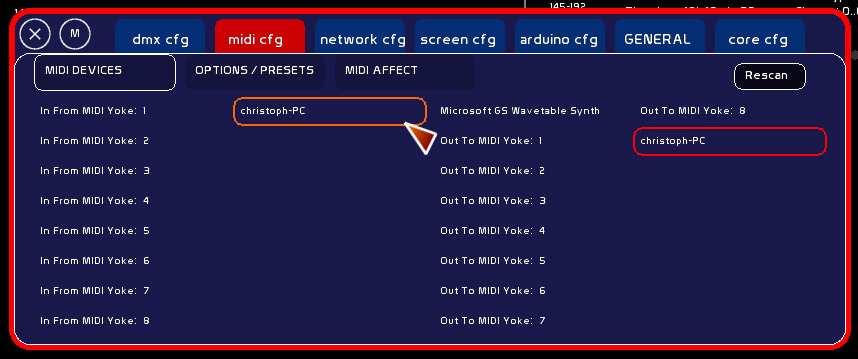 145-192
M
dmx cfg
midi cfg
network cfg
screen cfg
arduino cfg
GENERAL
core cfg
MIDI DEVICES
OPTIONS / PRESETS
MIDI AFFECT
Rescan
In From MIDI Yoke: 1
christoph-PC
Microsoft GS Wavetable Synth
Out To MIDI Yoke: 8
In From MIDI Yoke: 2
Out To MIDI Yoke: 1
christoph-PC
In From MIDI Yoke: 3
Out To MIDI Yoke: 2
In From MIDI Yoke: 4
Out To MIDI Yoke: 3
In From MIDI Yoke: 5
Out To MIDI Yoke: 4
In From MIDI Yoke: 6
Out To MIDI Yoke: 5
In From MIDI Yoke: 7
Out To MIDI Yoke: 6
In From MIDI Yoke: 8
Out To MIDI Yoke: 7